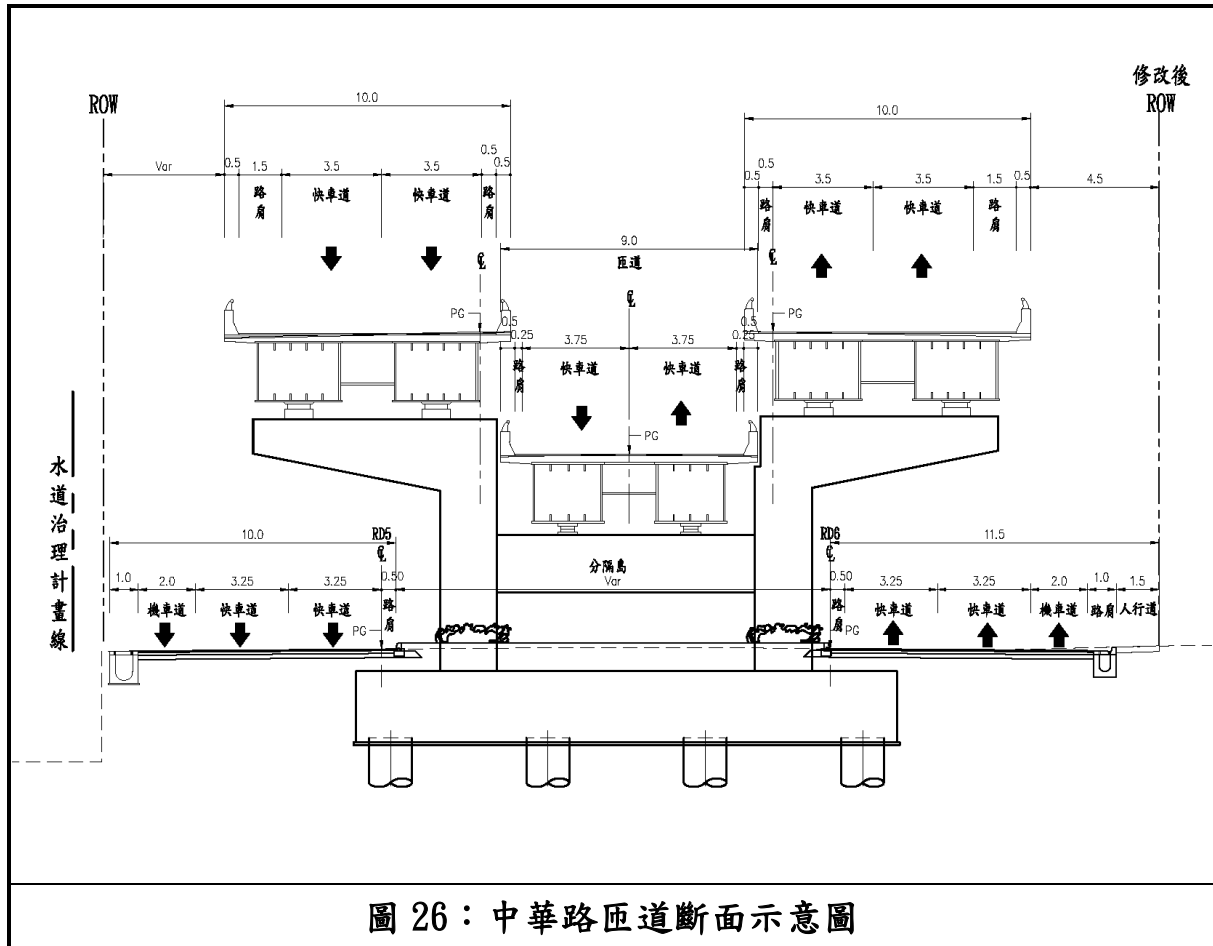 修改後
ROW
ROW
10.0
10.0
Var
0.5
1.5
3.5
3.5
0.5
0.5
0.5
0.5
3.5
3.5
1.5
0.5
4.5
路肩
快車道
快車道
路肩
路肩
快車道
快車道
路肩
9.0
匝道
℄
℄
℄
PG
PG
0.5
0.25
3.75
3.75
0.5
0.25
路肩
快車道
快車道
路肩
PG
水道治理計畫線
10.0
RD5
℄
分隔島
Var
RD6
℄
11.5
1.0
2.0
3.25
3.25
0.50
0.50
3.25
3.25
2.0
1.0
1.5
機車道
快車道
快車道
路肩
路肩
快車道
快車道
機車道
路肩
人行道
PG
PG
圖 26：中華路匝道斷面示意圖